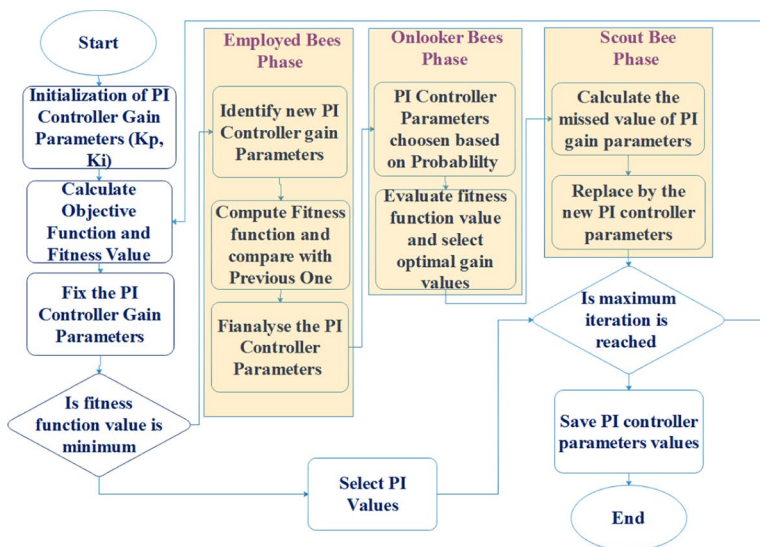 Start
Initialization of PI
Controller Gain
Parameters (Kp,
Ki)
Calculate
Objective
Function and
Fitness Value
Fix the PI
Controller Gain
Parameters
Is fitness
function value is
minimum
Employed Bees
Phase
Identify new PI
Controller gain
Parameters
Compute Fitness
function and
compare with
Previous One
Fianalyse the PI
Controller
Parameters
Onlooker Bees
Phase
PI Controller
Parameters
choosen based
on Probablilty
Evaluate fitness
function value
and select
optimal gain
values
Scout Bee
Phase
Calculate the
missed value of PI
gain parameters
Replace by the
new PI controller
parameters
Is maximum
iteration is
reached
Select PI
Values
Save PI controller
parameters values
End